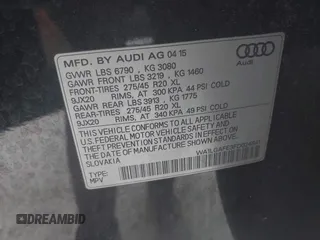 MFD. BY AUDI AG 04·15
GVWR LBS 6790 , KG 3080
GAWR FRONT LBS 3219 , KG 1460
FRONT-TIRES 275/45 R20 XL
9JX20 RIMS, AT 300 KPA 44 PSI COLD
GAWR REAR LBS 3913 , KG 1775
REAR-TIRES 275/45 R20 XL
9JX20 RIMS, AT 340 KPA 49 PSI COLD
THIS VEHICLE CONFORMS TO ALL APPLICABLE
U.S. FEDERAL MOTOR VEHICLE SAFETY AND
IN EFFECT ON THE DATE OF MANUFACTURE SHOWN ABOVE.
SLOVAKIA
TYPE:
MPV
Audi
DREAMBID